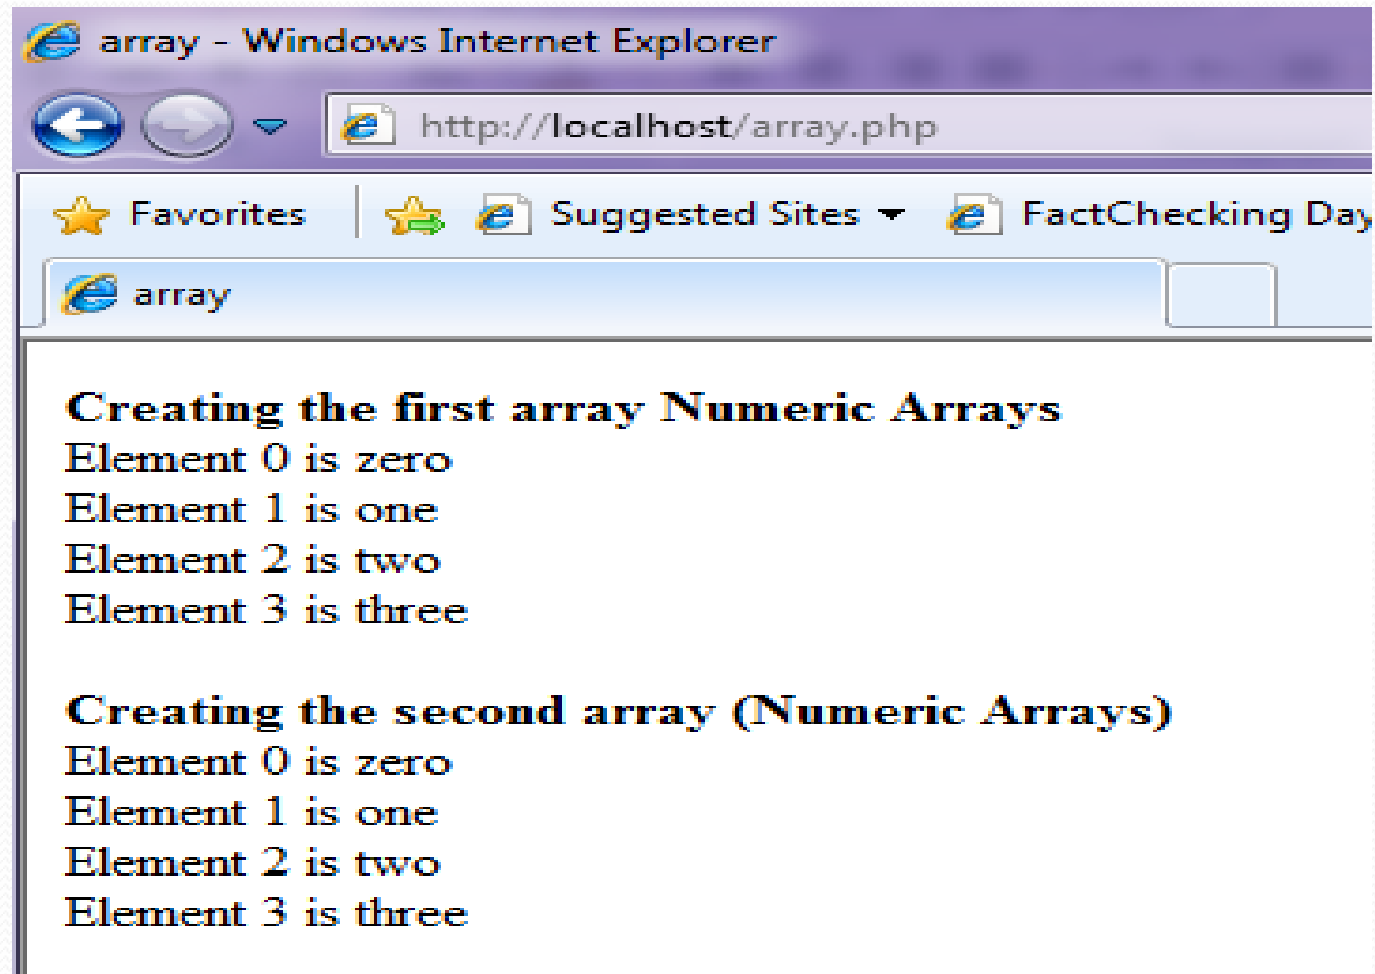 array - Windows Internet Explorer
http://localhost/array.php
Favorites Suggested Sites FactChecking Day
array
Creating the first array Numeric Arrays
Element 0 is zero
Element 1 is one
Element 2 is two
Element 3 is three
Creating the second array (Numeric Arrays)
Element 0 is zero
Element 1 is one
Element 2 is two
Element 3 is three